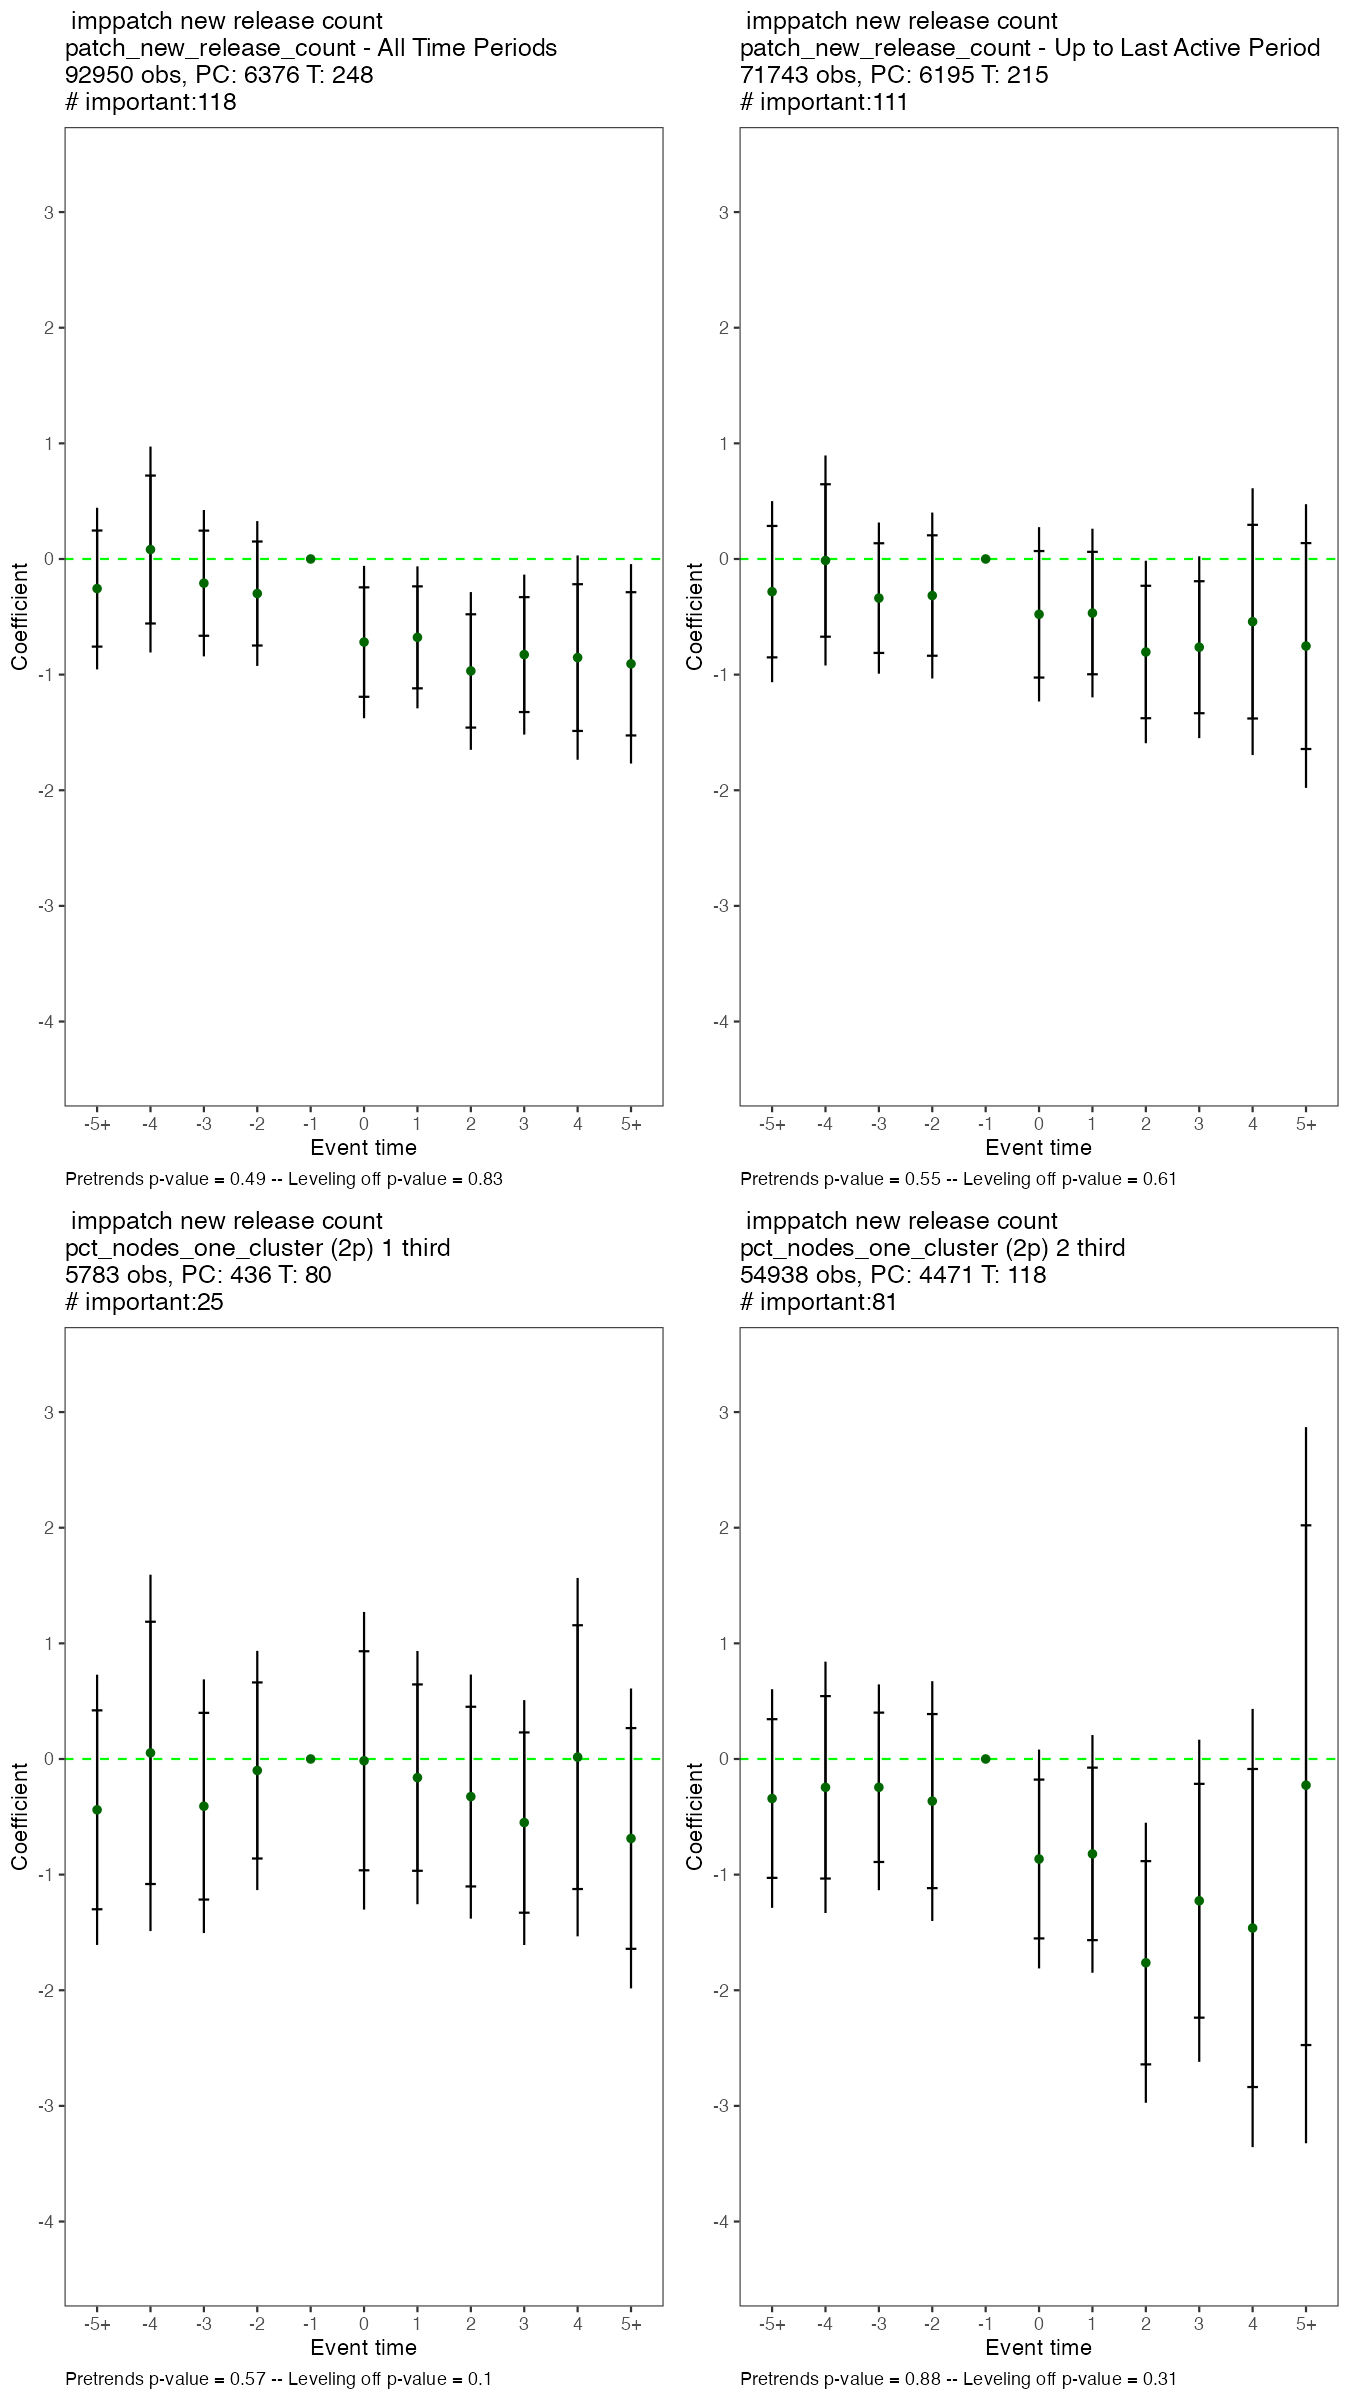 imppatch new release count
patch_new_release_count - All Time Periods
92950 obs, PC: 6376 T: 248
# important:118
3
2
1
0
-1
-2
-3
-4
Coefficient
-5+ -4 -3 -2 -1 0 1 2 3 4 5+
Event time
Pretrends p-value = 0.49 -- Leveling off p-value = 0.83
imppatch new release count
patch_new_release_count - Up to Last Active Period
71743 obs, PC: 6195 T: 215
# important:111
3
2
1
0
-1
-2
-3
-4
Coefficient
-5+ -4 -3 -2 -1 0 1 2 3 4 5+
Event time
Pretrends p-value = 0.55 -- Leveling off p-value = 0.61
imppatch new release count
pct_nodes_one_cluster (2p) 1 third
5783 obs, PC: 436 T: 80
# important:25
3
2
1
0
-1
-2
-3
-4
Coefficient
-5+ -4 -3 -2 -1 0 1 2 3 4 5+
Event time
Pretrends p-value = 0.57 -- Leveling off p-value = 0.1
imppatch new release count
pct_nodes_one_cluster (2p) 2 third
54938 obs, PC: 4471 T: 118
# important:81
3
2
1
0
-1
-2
-3
-4
Coefficient
-5+ -4 -3 -2 -1 0 1 2 3 4 5+
Event time
Pretrends p-value = 0.88 -- Leveling off p-value = 0.31